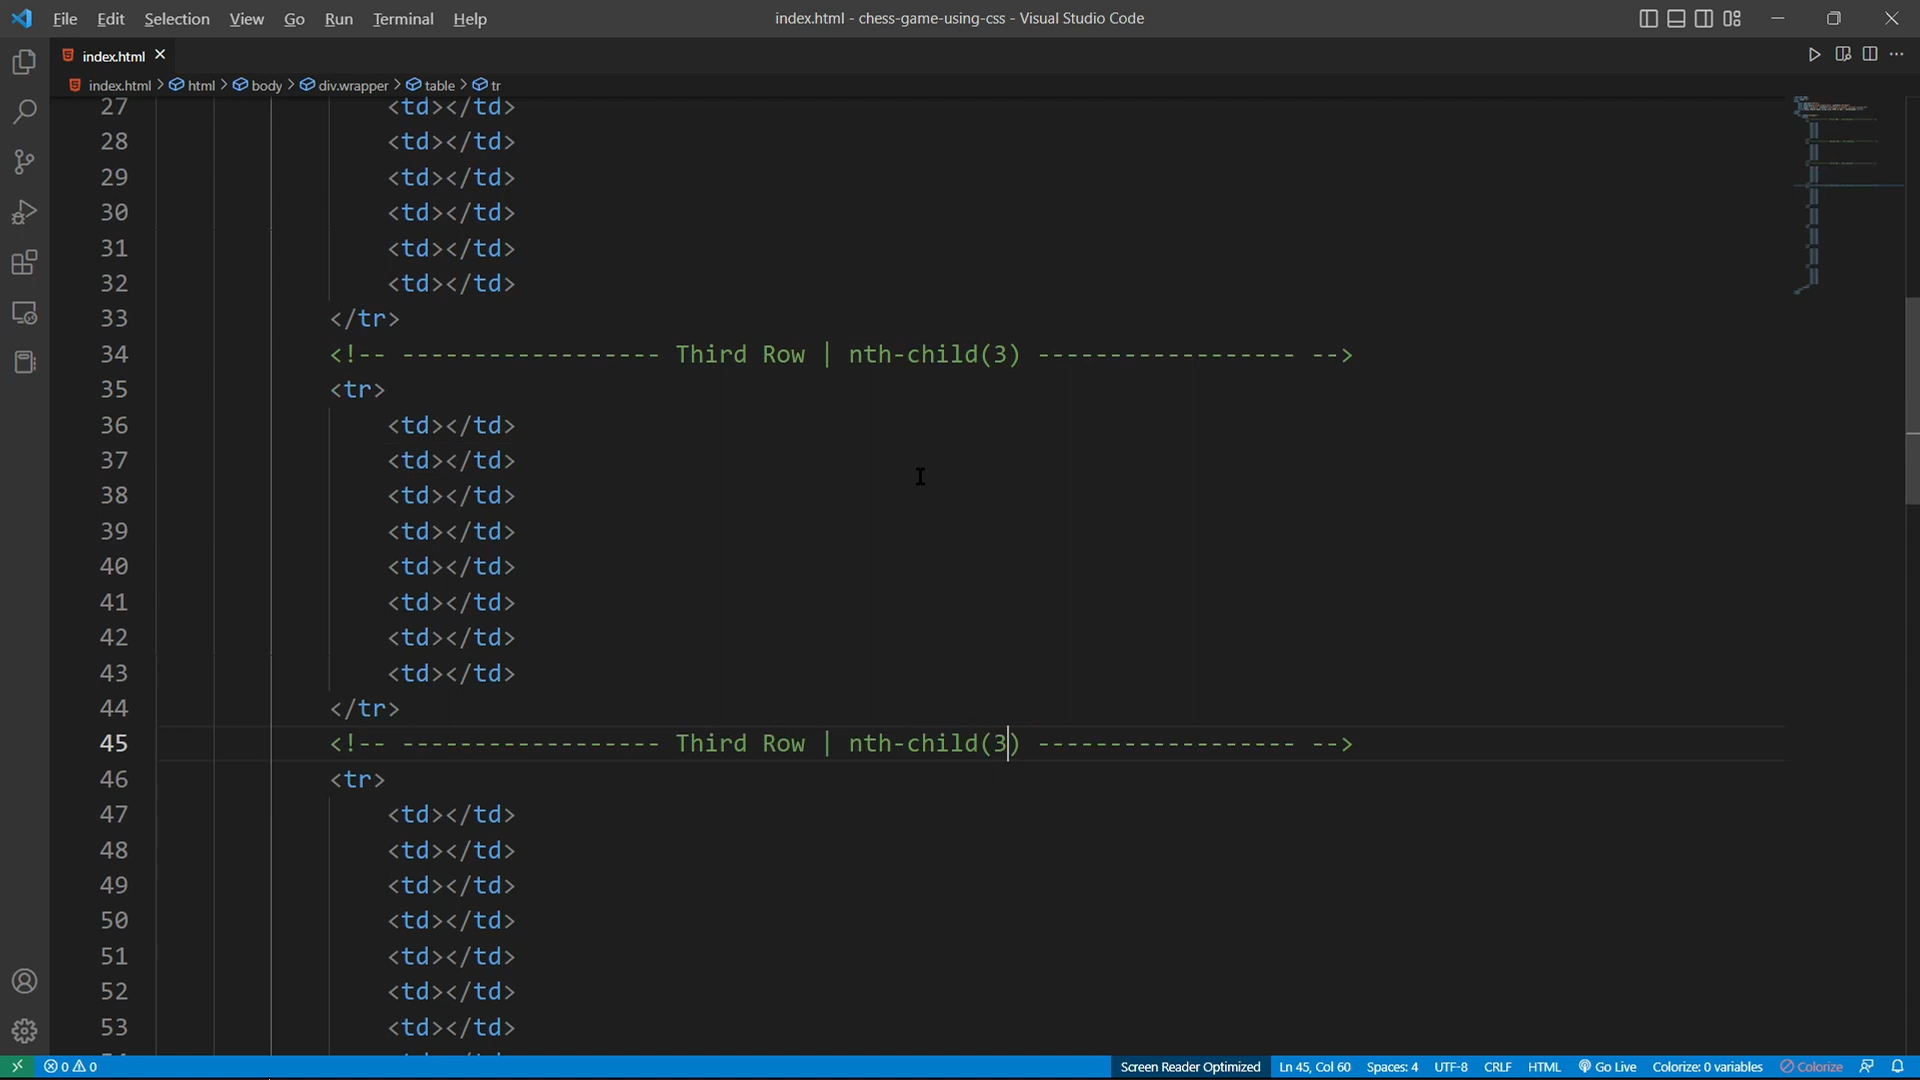 File Edit Selection View Go Run Terminal Help index.html - chess-game-using-css - Visual Studio Code
index.html
index.html > html > body > div.wrapper > table > tr
27 <td></td>
28 <td></td>
29 <td></td>
30 <td></td>
31 <td></td>
32 <td></td>
33 </tr>
34 <!-- ------------------ Third Row | nth-child(3) ------------------ -->
35 <tr>
36 <td></td>
37 <td></td>
38 <td></td>
39 <td></td>
40 <td></td>
41 <td></td>
42 <td></td>
43 <td></td>
44 </tr>
45 <!-- ------------------ Third Row | nth-child(3) ------------------ -->
46 <tr>
47 <td></td>
48 <td></td>
49 <td></td>
50 <td></td>
51 <td></td>
52 <td></td>
53 <td></td>
0 0 Screen Reader Optimized Ln 45, Col 60 Spaces: 4 UTF-8 CRLF HTML Go Live Colorize: 0 variables Colorize